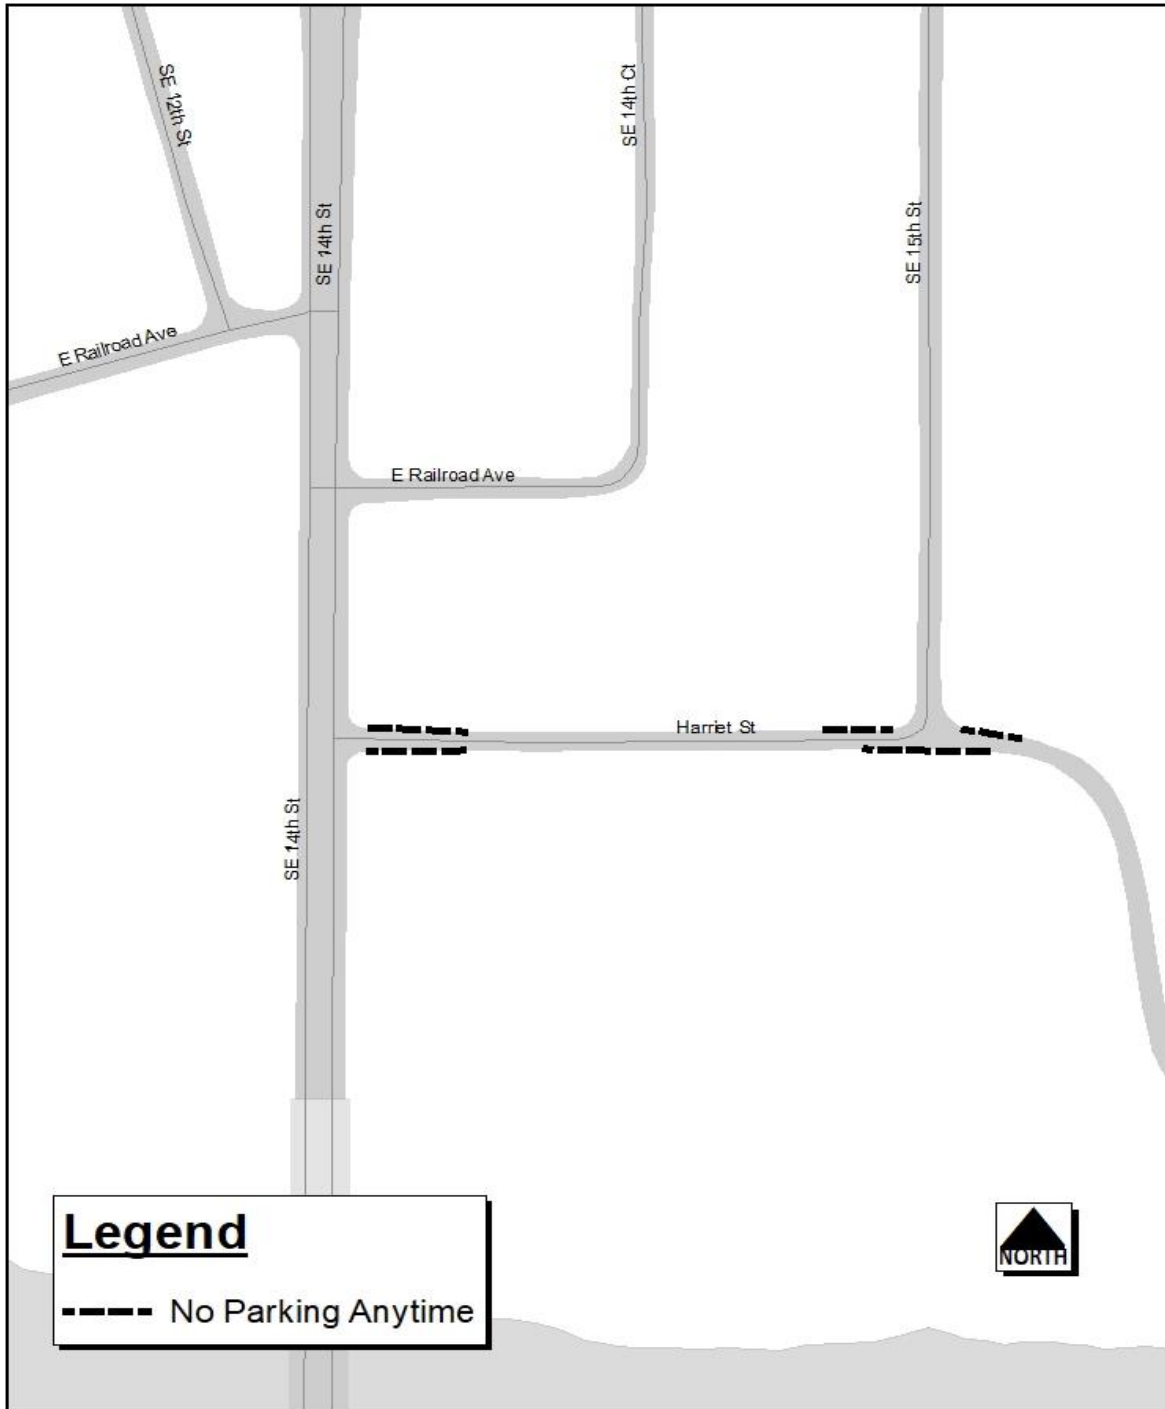 SE 12th St
SE 14th Ct
SE 14th St
SE 15th St
E Railroad Ave
E Railroad Ave
Harriet St
SE 14th St
Legend
No Parking Anytime
NORTH